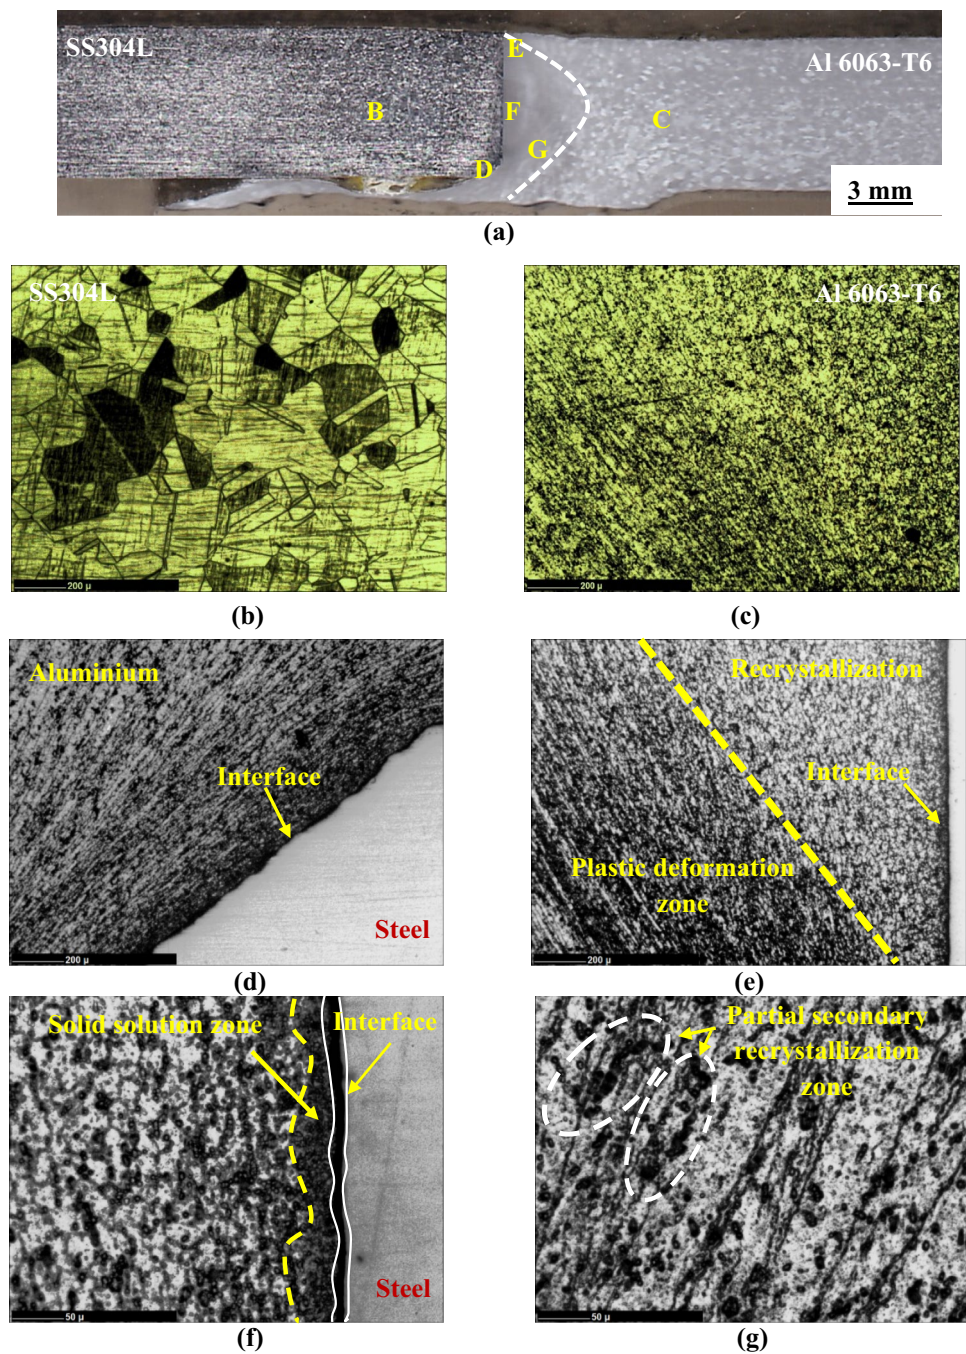 SS304L
E
Al 6063-T6
B
F
C
G
D
3 mm
(a)
SS304L
Al 6063-T6
200 µ
200 µ
(b)
(c)
Aluminium
Recrystallization
Interface
Interface
Plastic deformation
zone
Steel
200 µ
200 µ
(d)
(e)
Solid solution zone
Interface
Partial secondary
recrystallization
zone
Steel
50 µ
50 µ
(f)
(g)